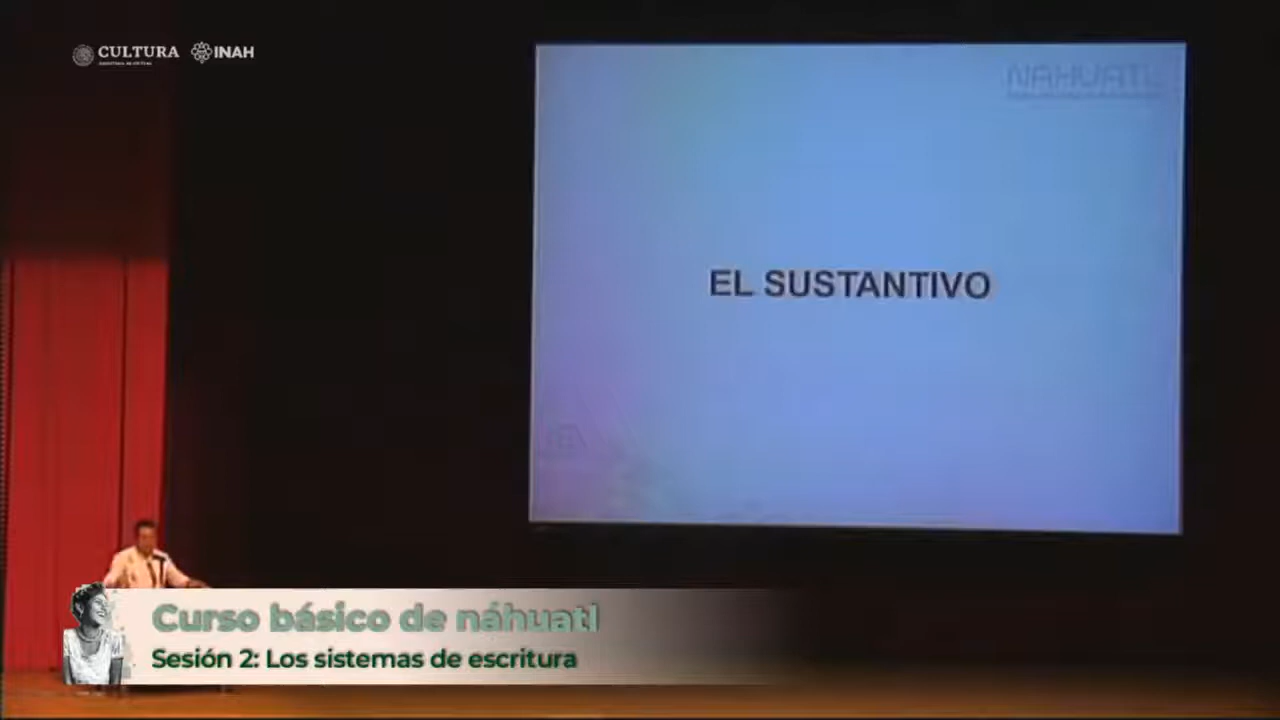 CULTURA
INAH
NAHUATL
EL SUSTANTIVO
Curso básico de náhuatl
Sesión 2: Los sistemas de escritura